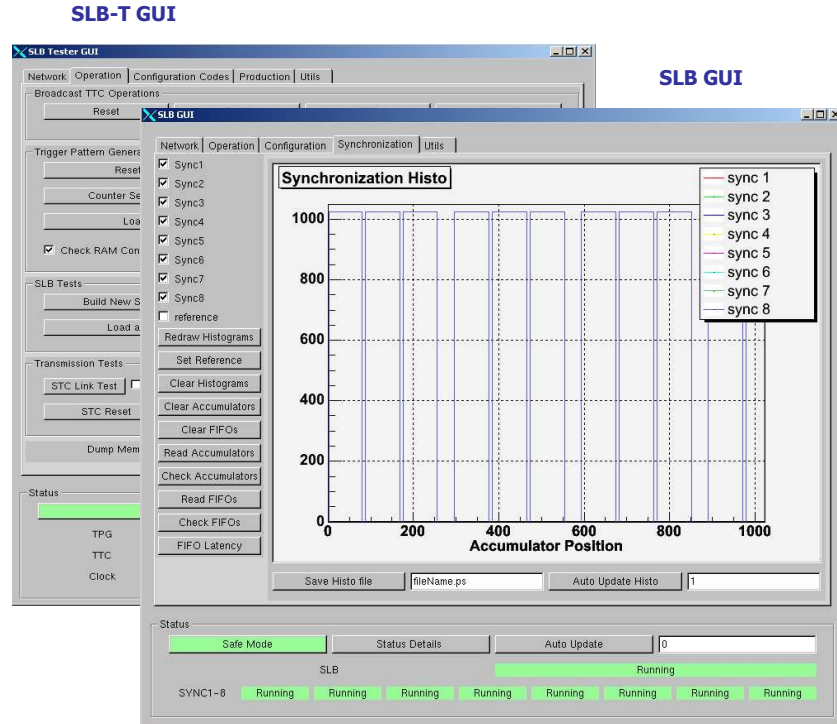 SLB-T GUI
SLB Tester GUI
Network Operation Configuration Codes Production Utils
SLB GUI
Broadcast TTC Operations
Reset
SLB GUI
Trigger Pattern Genera
Reset
Counter Se
Loa
Check RAM Con
SLB Tests
Build New S
Load a
Transmission Tests
STC Link Test
STC Reset
Dump Mem
Status
TPG
TTC
Clock
Network Operation Configuration Synchronization Utils
Sync1
Sync2
Sync3
Sync4
Sync5
Sync6
Sync7
Sync8
reference
Redraw Histograms
Set Reference
Clear Histograms
Clear Accumulators
Clear FIFOs
Read Accumulators
Check Accumulators
Read FIFOs
Check FIFOs
FIFO Latency
Synchronization Histo
sync 1
sync 2
sync 3
sync 4
sync 5
sync 6
sync 7
sync 8
1000
800
600
400
200
0
0 200 400 600 800 1000
Accumulator Position
Save Histo file fileName.ps Auto Update Histo 1
Status
Safe Mode Status Details Auto Update 0
SLB Running
SYNC1-8 Running Running Running Running Running Running Running Running